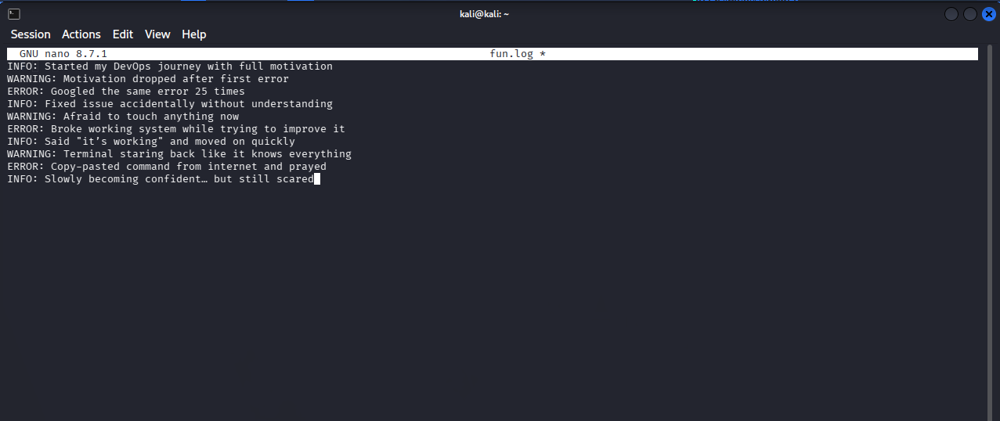 kali@kali: ~
Session Actions Edit View Help
GNU nano 8.7.1 fun.log *
INFO: Started my DevOps journey with full motivation
WARNING: Motivation dropped after first error
ERROR: Googled the same error 25 times
INFO: Fixed issue accidentally without understanding
WARNING: Afraid to touch anything now
ERROR: Broke working system while trying to improve it
INFO: Said "it’s working" and moved on quickly
WARNING: Terminal staring back like it knows everything
ERROR: Copy-pasted command from internet and prayed
INFO: Slowly becoming confident… but still scared